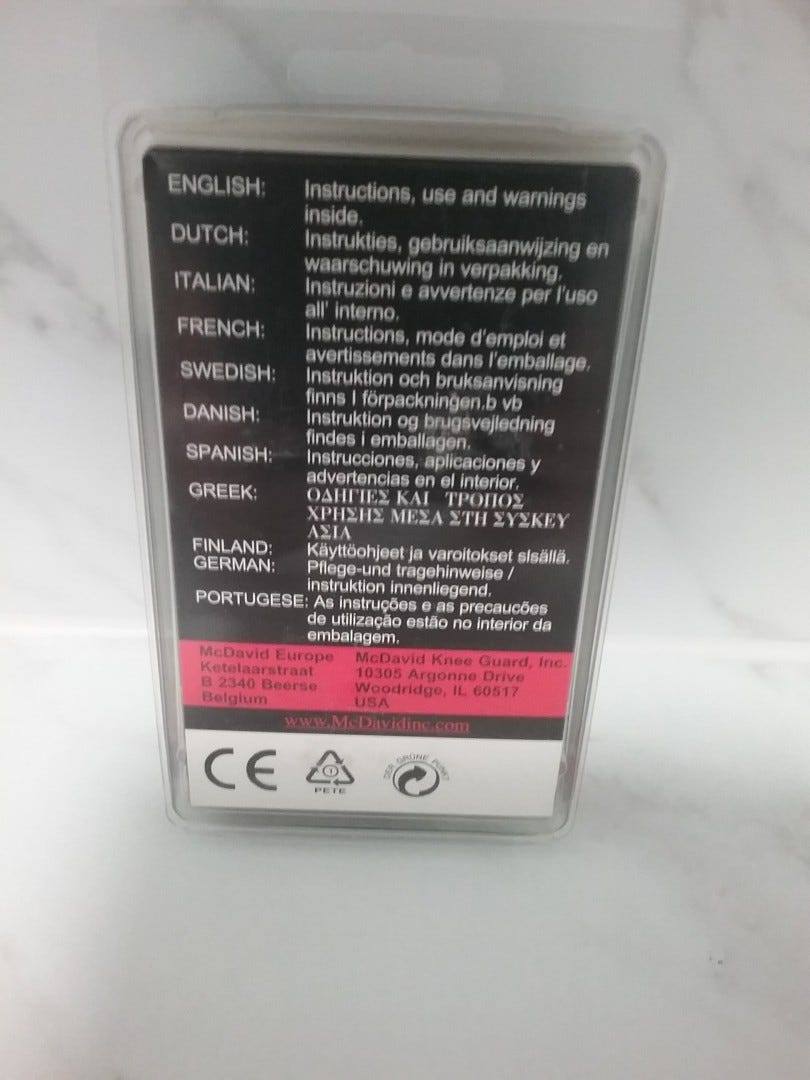 ENGLISH: Instructions, use and warnings
inside.
DUTCH: Instrukties, gebruiksaanwijzing en
waarschuwing in verpakking,
ITALIAN: Instruzioni e avvertenze per l'uso
all' interno.
FRENCH: Instructions, mode d'emploi et
avertissements dans l'emballage.
SWEDISH: Instruktion och bruksanvisning
finns I förpackningen.b vb
DANISH: Instruktion og brugsvejledning
findes i emballagen.
SPANISH: Instrucciones, aplicaciones y
advertencias en el interior.
GREEK: ΟΔΗΓΙΕΣ ΚΑΙ ΤΡΟΠΟΣ
ΧΡΗΣΗΣ ΜΕΣΑ ΣΤΗ ΣΥΣΚΕΥ
ΑΣΙΑ
FINLAND: Käyttöohjeet ja varoitokset sisällä.
GERMAN: Pflege-und tragehinweise /
instruktion innenliegend.
PORTUGESE: As instruções e as precaucões
de utilização estão no interior da
embalagem.
McDavid Europe
Ketelaarstraat
B 2340 Beerse
Belgium
McDavid Knee Guard, Inc.
10305 Argonne Drive
Woodridge, IL 60517
USA
www.McDavidinc.com
CE
1
PETE
DER GRÜNE PUNKT